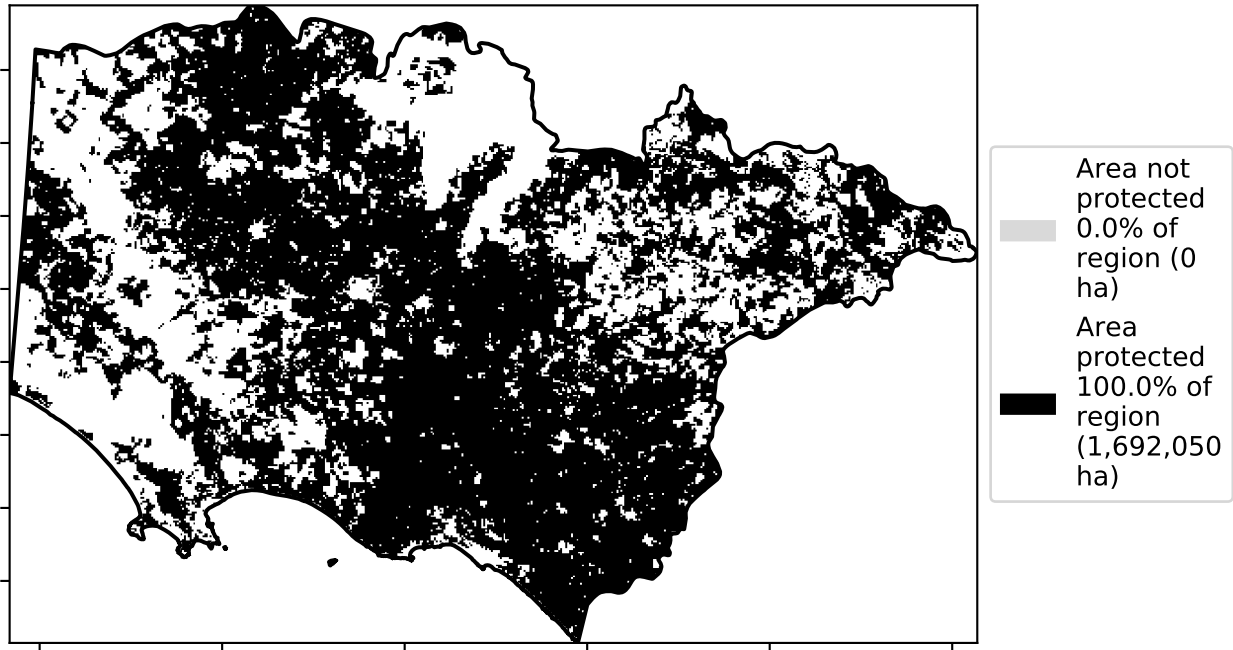 Area not
protected
0.0% of
region (0
ha)
Area
protected
100.0% of
region
(1,692,050
ha)